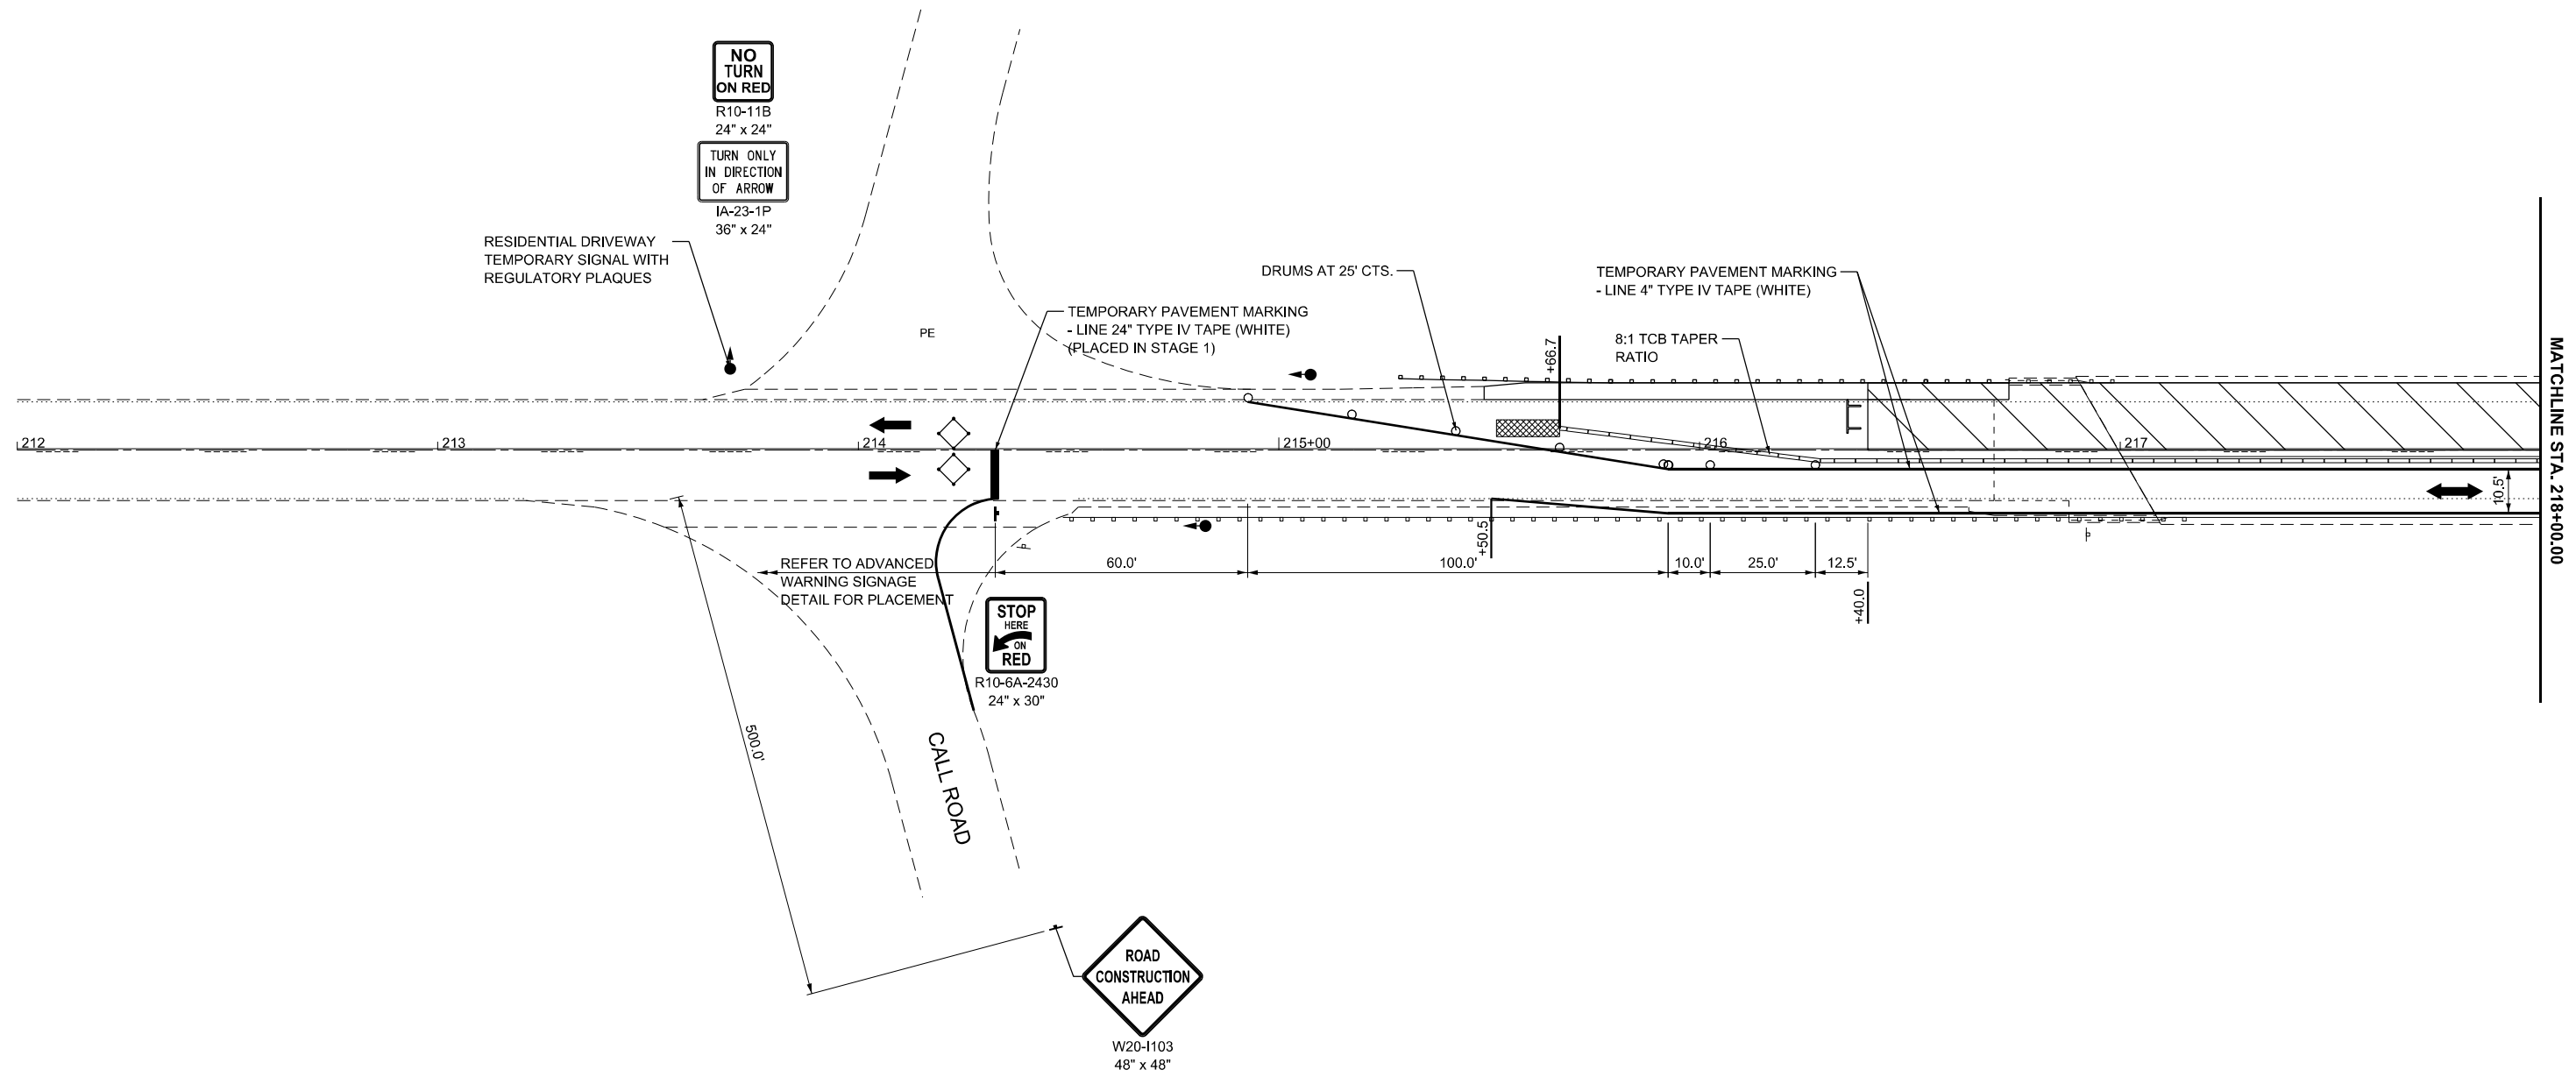 NO
TURN
ON RED
R10-11B
24" x 24"
TURN ONLY
IN DIRECTION
OF ARROW
IA-23-1P
36" x 24"
RESIDENTIAL DRIVEWAY
TEMPORARY SIGNAL WITH
REGULATORY PLAQUES
PE
TEMPORARY PAVEMENT MARKING
- LINE 24" TYPE IV TAPE (WHITE)
(PLACED IN STAGE 1)
DRUMS AT 25' CTS.
+66.7
TEMPORARY PAVEMENT MARKING
- LINE 4" TYPE IV TAPE (WHITE)
8:1 TCB TAPER
RATIO
MATCHLINE STA. 218+00.00
212
213
214
215+00
216
217
10.5'
+50.5
P
P
REFER TO ADVANCED
WARNING SIGNAGE
DETAIL FOR PLACEMENT
60.0'
100.0'
10.0'
25.0'
12.5'
+40.0
STOP
HERE
ON
RED
R10-6A-2430
24" x 30"
500.0'
CALL ROAD
ROAD
CONSTRUCTION
AHEAD
W20-I103
48" x 48"